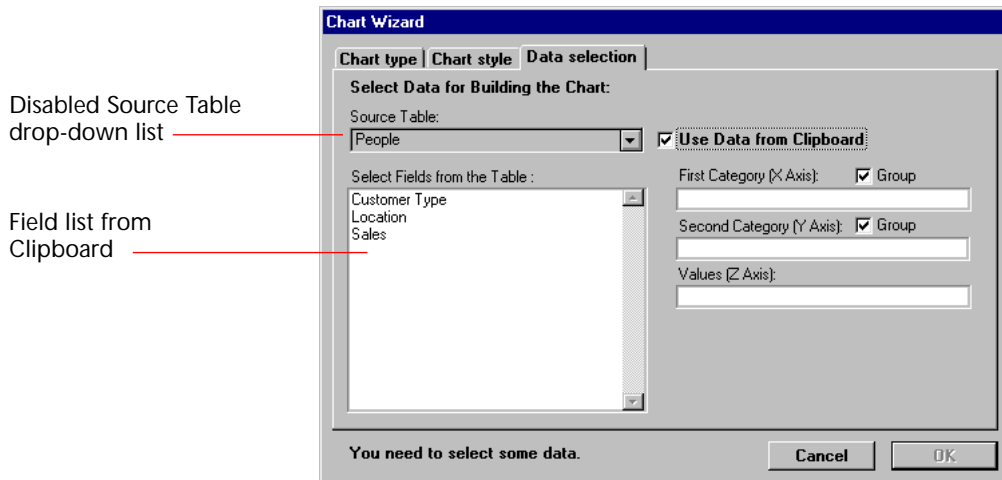 Chart Wizard
Chart type Chart style Data selection
Select Data for Building the Chart:
Disabled Source Table
drop-down list
Source Table:
People
Use Data from Clipboard
Select Fields from the Table :
Customer Type
Location
Sales
Field list from
Clipboard
First Category (X Axis): Group
Second Category (Y Axis): Group
Values (Z Axis):
You need to select some data.
Cancel OK